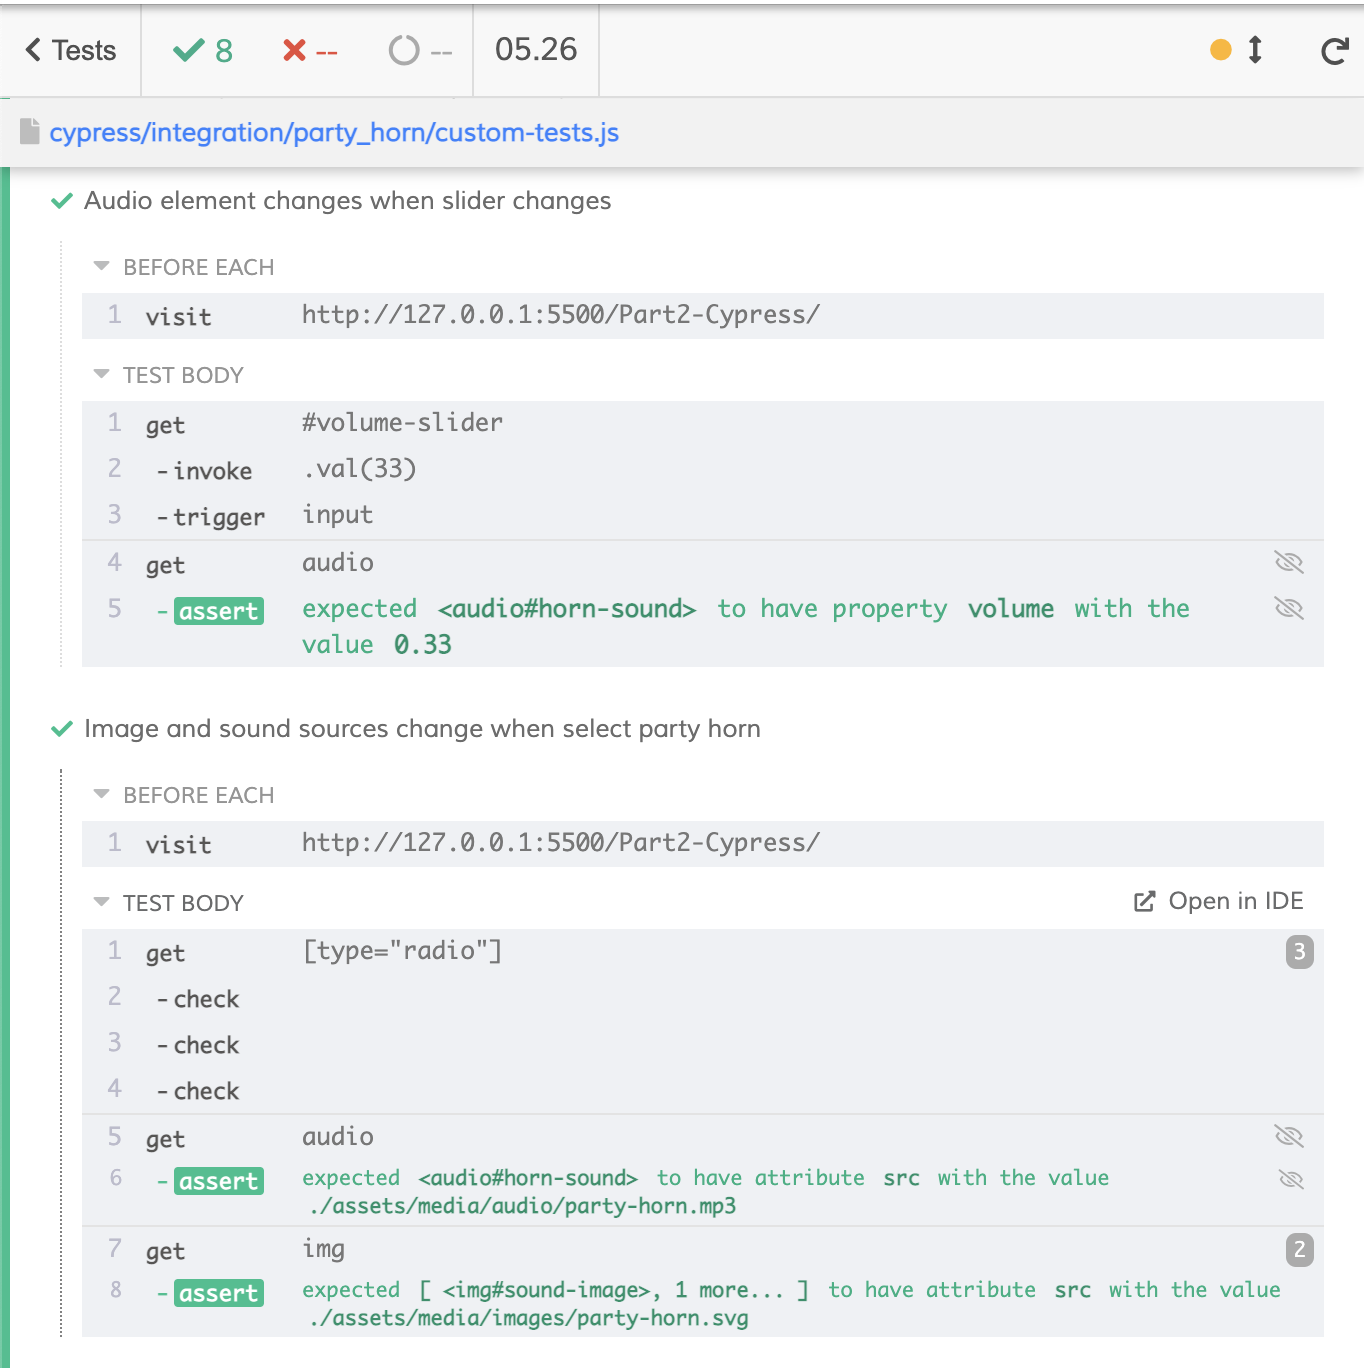 Tests 8 -- -- 05.26
cypress/integration/party_horn/custom-tests.js
Audio element changes when slider changes
BEFORE EACH
1 visit http://127.0.0.1:5500/Part2-Cypress/
TEST BODY
1 get #volume-slider
2 -invoke .val(33)
3 -trigger input
4 get audio
5 -assert expected <audio#horn-sound> to have property volume with the
value 0.33
Image and sound sources change when select party horn
BEFORE EACH
1 visit http://127.0.0.1:5500/Part2-Cypress/
TEST BODY Open in IDE
1 get [type="radio"] 3
2 -check
3 -check
4 -check
5 get audio
6 -assert expected <audio#horn-sound> to have attribute src with the value
./assets/media/audio/party-horn.mp3
7 get img 2
8 -assert expected [ <img#sound-image>, 1 more... ] to have attribute src with the value
./assets/media/images/party-horn.svg